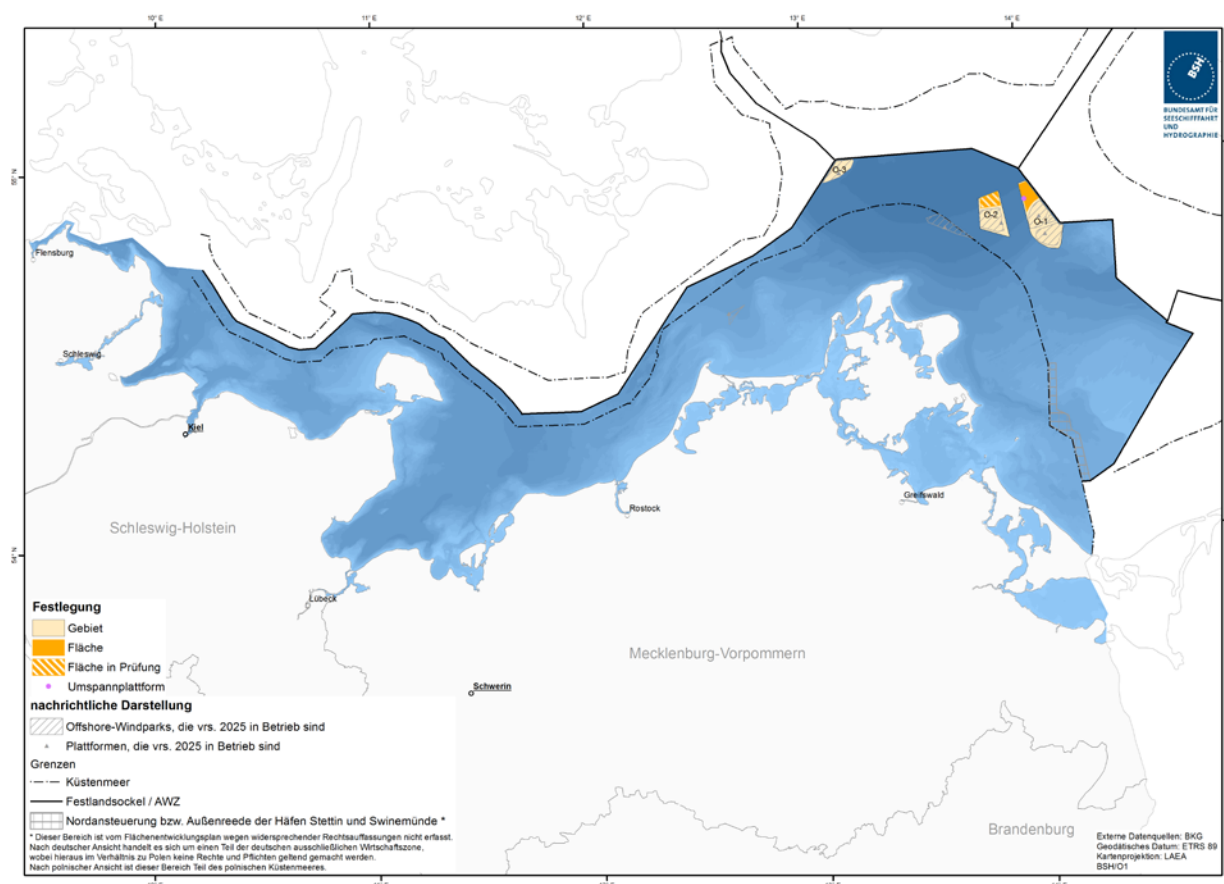 10° E
11° E
12° E
13° E
14° E
BSH
BUNDESAMT FÜR
SEESCHIFFFAHRT
UND
HYDROGRAPHIE
55° N
O-3
O-2
O-1
Flensburg
Schleswig
Kiel
Greifswald
Rostock
Schleswig-Holstein
54° N
Lübeck
Mecklenburg-Vorpommern
Schwerin
Brandenburg
Festlegung
Gebiet
Fläche
Fläche in Prüfung
Umspannplattform
nachrichtliche Darstellung
Offshore-Windparks, die vrs. 2025 in Betrieb sind
Plattformen, die vrs. 2025 in Betrieb sind
Grenzen
Küstenmeer
Festlandsockel / AWZ
Nordansteuerung bzw. Außenreede der Häfen Stettin und Swinemünde *
* Dieser Bereich ist vom Flächenentwicklungsplan wegen widersprechender Rechtsauffassungen nicht erfasst.
Nach deutscher Ansicht handelt es sich um einen Teil der deutschen ausschließlichen Wirtschaftszone,
wobei hieraus im Verhältnis zu Polen keine Rechte und Pflichten geltend gemacht werden.
Nach polnischer Ansicht ist dieser Bereich Teil des polnischen Küstenmeeres.
Externe Datenquellen: BKG
Geodätisches Datum: ETRS 89
Kartenprojektion: LAEA
BSH/O1